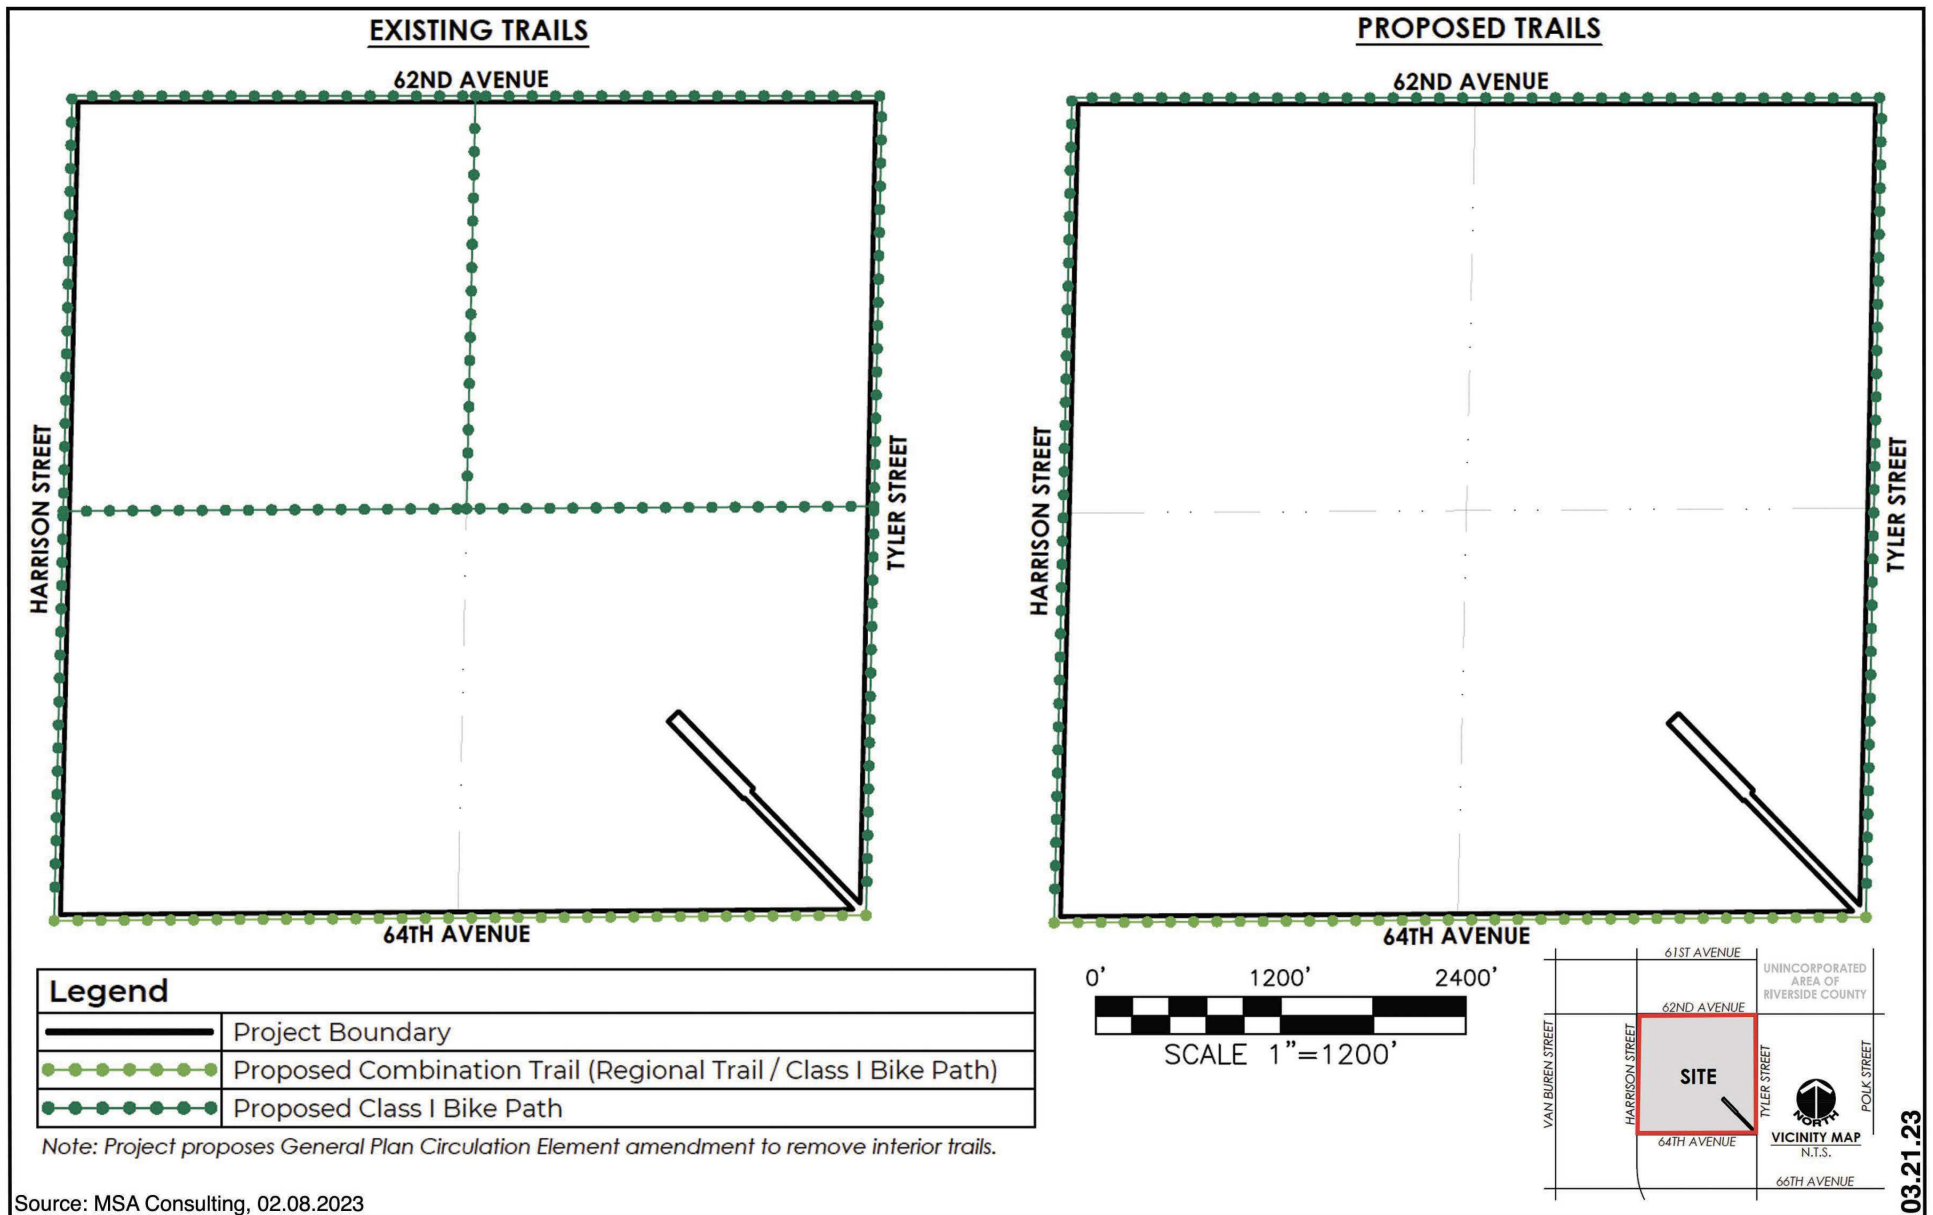 EXISTING TRAILS
62ND AVENUE
HARRISON STREET
TYLER STREET
64TH AVENUE
PROPOSED TRAILS
62ND AVENUE
HARRISON STREET
TYLER STREET
64TH AVENUE
Legend
Project Boundary
Proposed Combination Trail (Regional Trail / Class I Bike Path)
Proposed Class I Bike Path
Note: Project proposes General Plan Circulation Element amendment to remove interior trails.
Source: MSA Consulting, 02.08.2023
0' 1200' 2400'
SCALE 1"=1200'
61ST AVENUE
UNINCORPORATED
AREA OF
RIVERSIDE COUNTY
62ND AVENUE
VAN BUREN STREET
HARRISON STREET
SITE
TYLER STREET
POLK STREET
NORTH
64TH AVENUE
VICINITY MAP
N.T.S.
66TH AVENUE
03.21.23